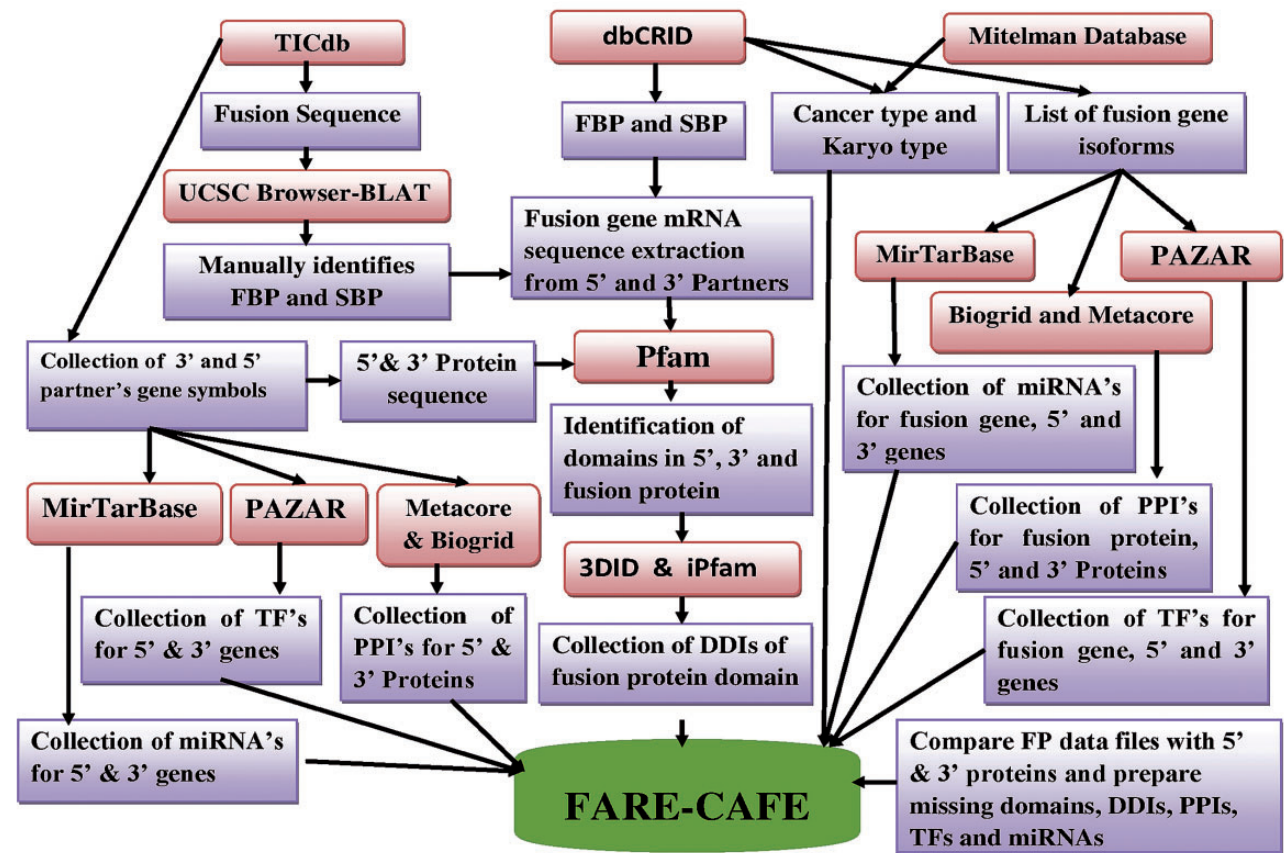 TICdb
dbCRID
Mitelman Database
Fusion Sequence
FBP and SBP
Cancer type and
Karyo type
List of fusion gene
isoforms
UCSC Browser-BLAT
Manually identifies
FBP and SBP
Fusion gene mRNA
sequence extraction
from 5’ and 3’ Partners
MirTarBase
PAZAR
Biogrid and Metacore
Collection of 3’ and 5’
partner’s gene symbols
5’& 3’ Protein
sequence
Pfam
Collection of miRNA’s
for fusion gene, 5’ and
3’ genes
Identification of
domains in 5’, 3’ and
fusion protein
MirTarBase
PAZAR
Metacore
& Biogrid
3DID & iPfam
Collection of PPI’s
for fusion protein,
5’ and 3’ Proteins
Collection of TF’s
for 5’ & 3’ genes
Collection of
PPI’s for 5’ &
3’ Proteins
Collection of DDIs of
fusion protein domain
Collection of TF’s for
fusion gene, 5’ and 3’
genes
Collection of miRNA’s
for 5’ & 3’ genes
FARE-CAFE
Compare FP data files with 5’
& 3’ proteins and prepare
missing domains, DDIs, PPIs,
TFs and miRNAs